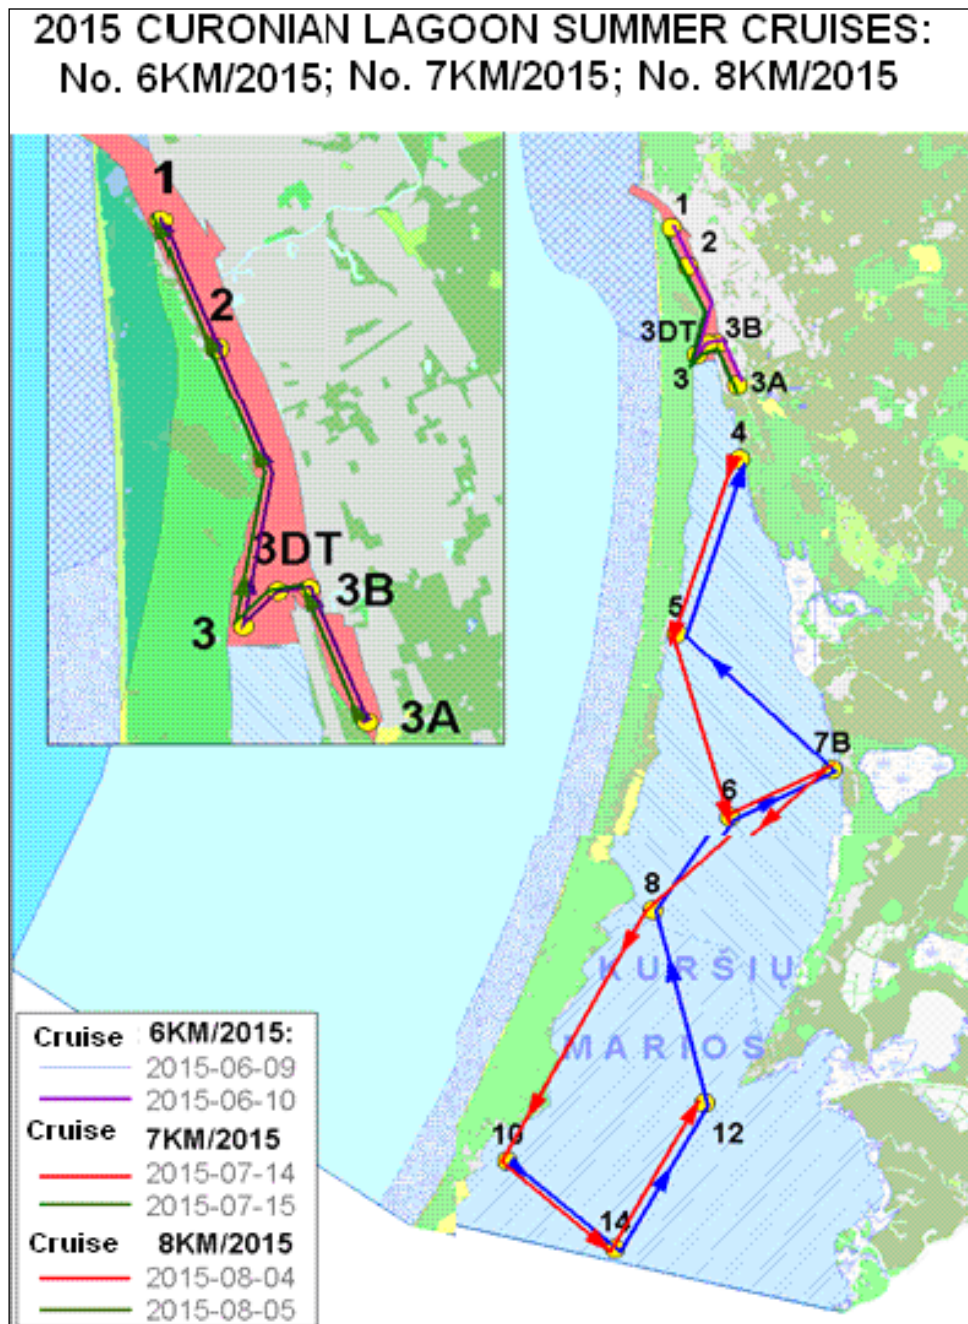 2015 CURONIAN LAGOON SUMMER CRUISES:
No. 6KM/2015; No. 7KM/2015; No. 8KM/2015
1
2
3DT
3B
3
3A
1
2
3DT
3B
3
3A
4
5
7B
6
8
KURŠIŲ
MARIOS
12
10
14
Cruise 6KM/2015:
2015-06-09
2015-06-10
Cruise 7KM/2015
2015-07-14
2015-07-15
Cruise 8KM/2015
2015-08-04
2015-08-05